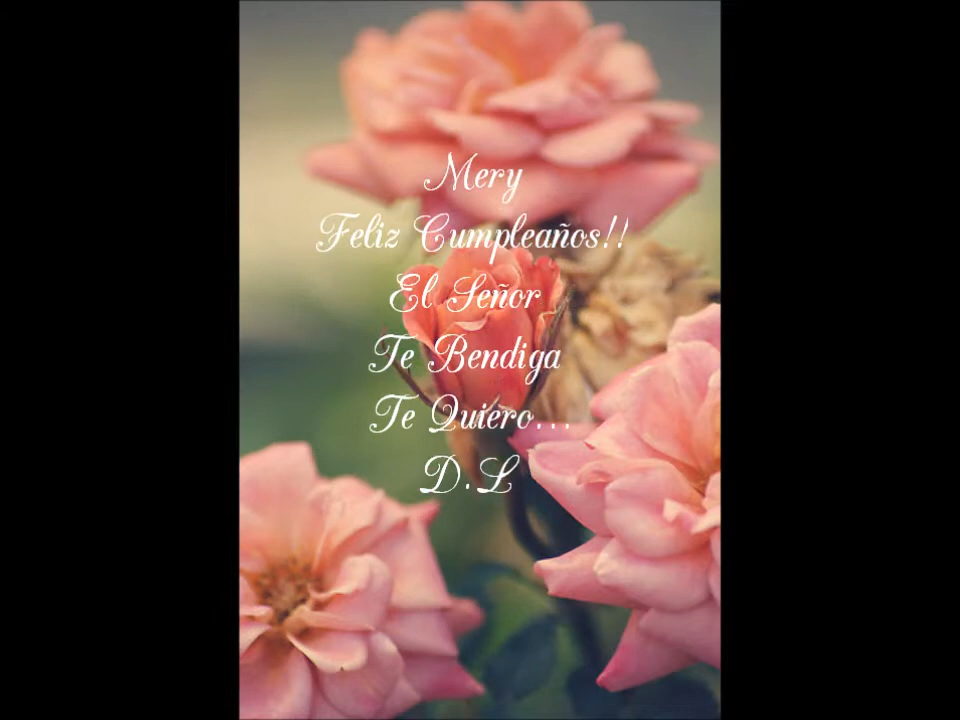 Mery
Feliz Cumpleaños!!
El Señor
Te Bendiga
Te Quiero...
D.L